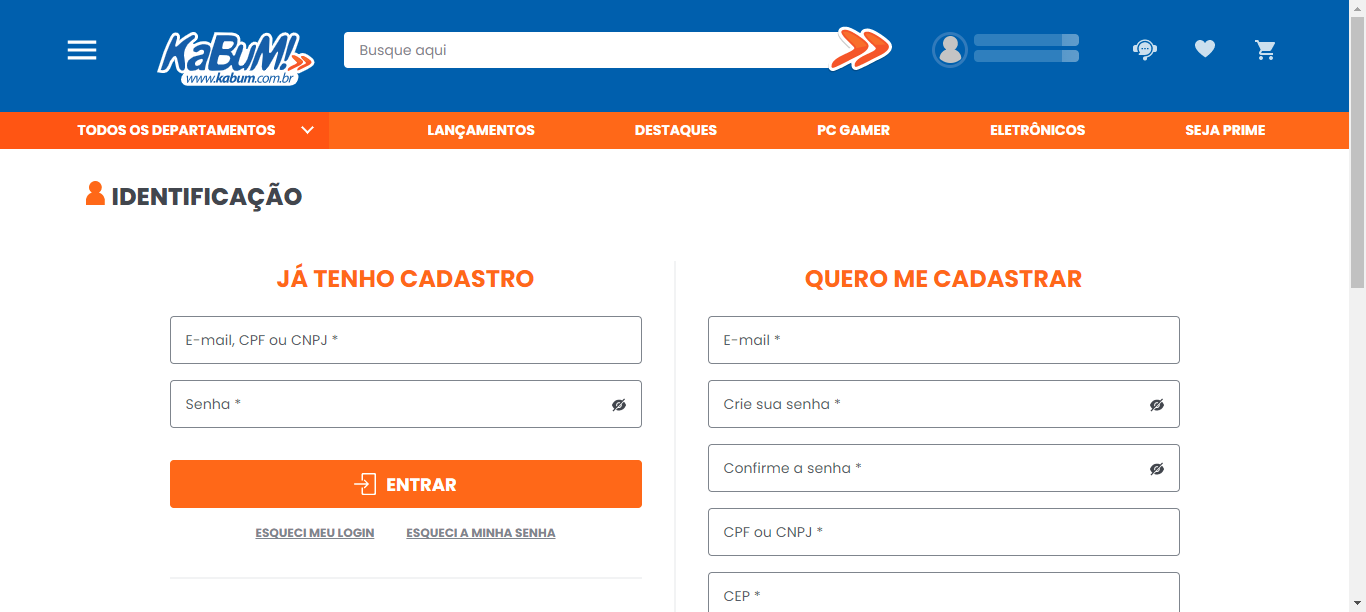 KaBuM!
www.kabum.com.br
Busque aqui
TODOS OS DEPARTAMENTOS
LANÇAMENTOS
DESTAQUES
PC GAMER
ELETRÔNICOS
SEJA PRIME
IDENTIFICAÇÃO
JÁ TENHO CADASTRO
E-mail, CPF ou CNPJ *
Senha *
ENTRAR
ESQUECI MEU LOGIN
ESQUECI A MINHA SENHA
QUERO ME CADASTRAR
E-mail *
Crie sua senha *
Confirme a senha *
CPF ou CNPJ *
CEP *